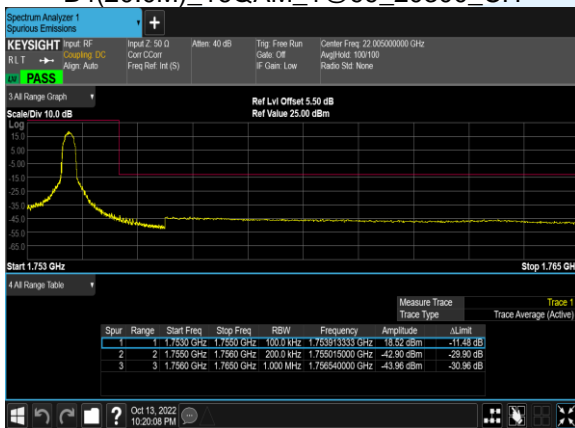 Spectrum Analyzer 1
Spurious Emissions
KEYSIGHT Input: RF Input Z: 50 Ω Atten: 40 dB Trig: Free Run Center Freq: 22.005000000 GHz
RLT Coupling: DC Corr CCorr Gate: Off Avg|Hold: 100/100
Align: Auto Freq Ref: Int (S) IF Gain: Low Radio Std: None
PASS
3 All Range Graph
Ref Lvl Offset 5.50 dB
Scale/Div 10.0 dB Ref Value 25.00 dBm
Log
15.0
5.00
-5.00
-15.0
-25.0
-35.0
-45.0
-55.0
-65.0
Start 1.753 GHz Stop 1.765 GH
4 All Range Table
Measure Trace Trace 1
Trace Type Trace Average (Active)
Spur Range Start Freq Stop Freq RBW Frequency Amplitude ΔLimit
1 1 1.7530 GHz 1.7550 GHz 100.0 kHz 1.753913333 GHz 18.52 dBm -11.48 dB
2 2 1.7550 GHz 1.7560 GHz 200.0 kHz 1.755015000 GHz -42.90 dBm -29.90 dB
3 3 1.7560 GHz 1.7650 GHz 1.000 MHz 1.756540000 GHz -43.96 dBm -30.96 dB
? Oct 13, 2022
10:20:08 PM